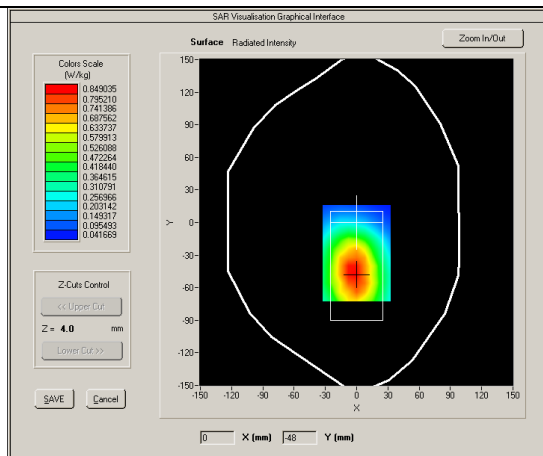 SAR Visualisation Graphical Interface
Surface Radiated Intensity
Zoom In/Out
Colors Scale
(W/kg)
0.849035
0.795210
0.741386
0.687562
0.633737
0.579913
0.526088
0.472264
0.418440
0.364615
0.310791
0.256966
0.203142
0.149317
0.095493
0.041669
Z-Cuts Control
<< Upper Cut
Z = 4.0 mm
Lower Cut >>
SAVE Cancel
150-
120-
90-
60-
30-
0-
-30-
-60-
-90-
-120-
-150-
Y
-150 -120 -90 -60 -30 0 30 60 90 120 150
X
0 X (mm) -48 Y (mm)